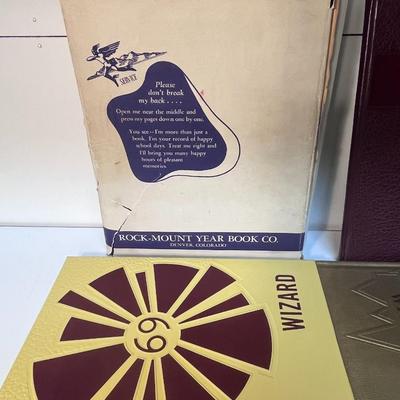 SERVICE
Please
don't break
my back....
Open me near the middle and
press my pages down one by one.
You see—I'm more than just a
book. I'm your record of happy
school days. Treat me right and
I'll bring you many happy
hours of pleasant
memories.
ROCK-MOUNT YEAR BOOK CO.
DENVER, COLORADO
69
WIZARD